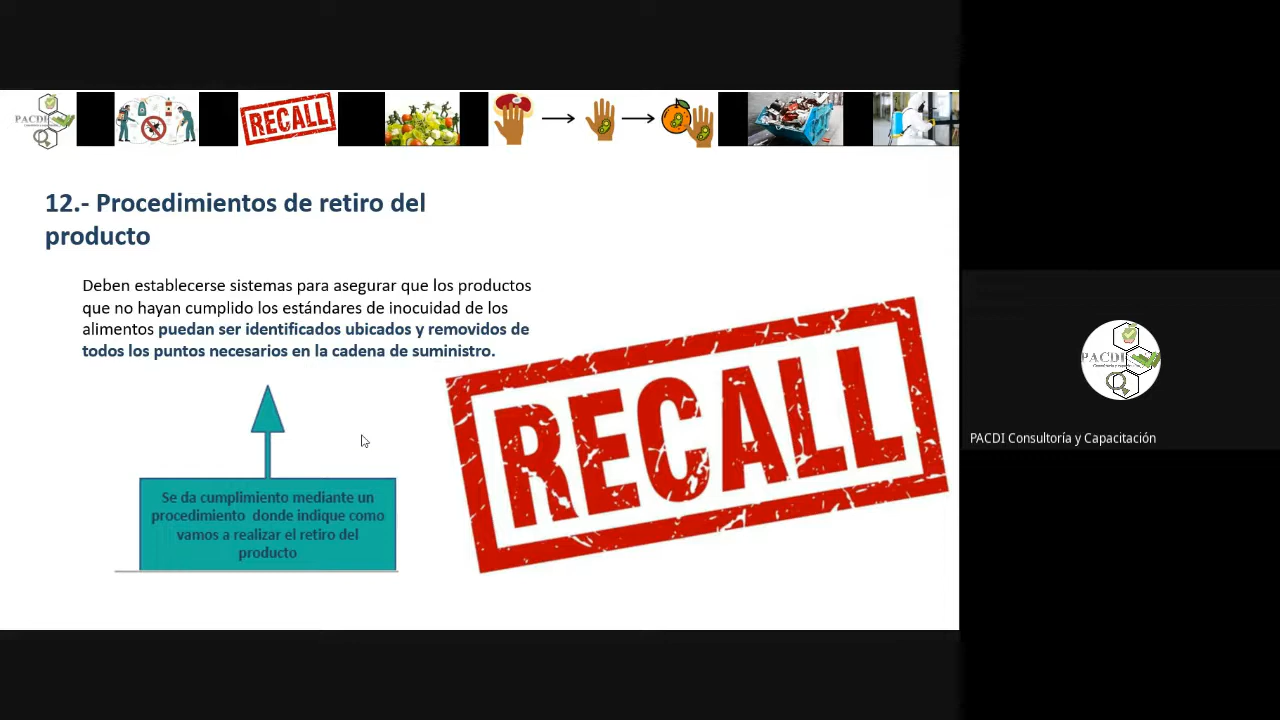 PACDI
RECALL
12.- Procedimientos de retiro del
producto
Deben establecerse sistemas para asegurar que los productos
que no hayan cumplido los estándares de inocuidad de los
alimentos puedan ser identificados ubicados y removidos de
todos los puntos necesarios en la cadena de suministro.
RECALL
Se da cumplimiento mediante un
procedimiento donde indique como
vamos a realizar el retiro del
producto
PACDI
PACDI Consultoría y Capacitación